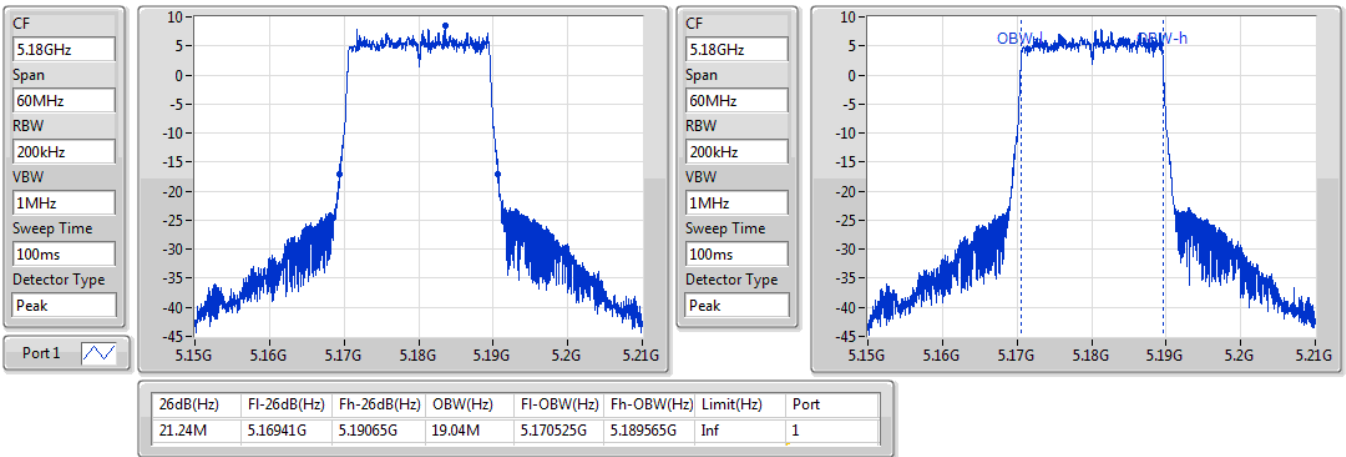 CF
5.18GHz
Span
60MHz
RBW
200kHz
VBW
1MHz
Sweep Time
100ms
Detector Type
Peak
Port 1
10
5
0
-5
-10
-15
-20
-25
-30
-35
-40
-45
5.15G 5.16G 5.17G 5.18G 5.19G 5.2G 5.21G
CF
5.18GHz
Span
60MHz
RBW
200kHz
VBW
1MHz
Sweep Time
100ms
Detector Type
Peak
10
5
0
-5
-10
-15
-20
-25
-30
-35
-40
-45
OBW-l OBW-h
5.15G 5.16G 5.17G 5.18G 5.19G 5.2G 5.21G
26dB(Hz) Fl-26dB(Hz) Fh-26dB(Hz) OBW(Hz) Fl-OBW(Hz) Fh-OBW(Hz) Limit(Hz) Port
21.24M 5.16941G 5.19065G 19.04M 5.170525G 5.189565G Inf 1